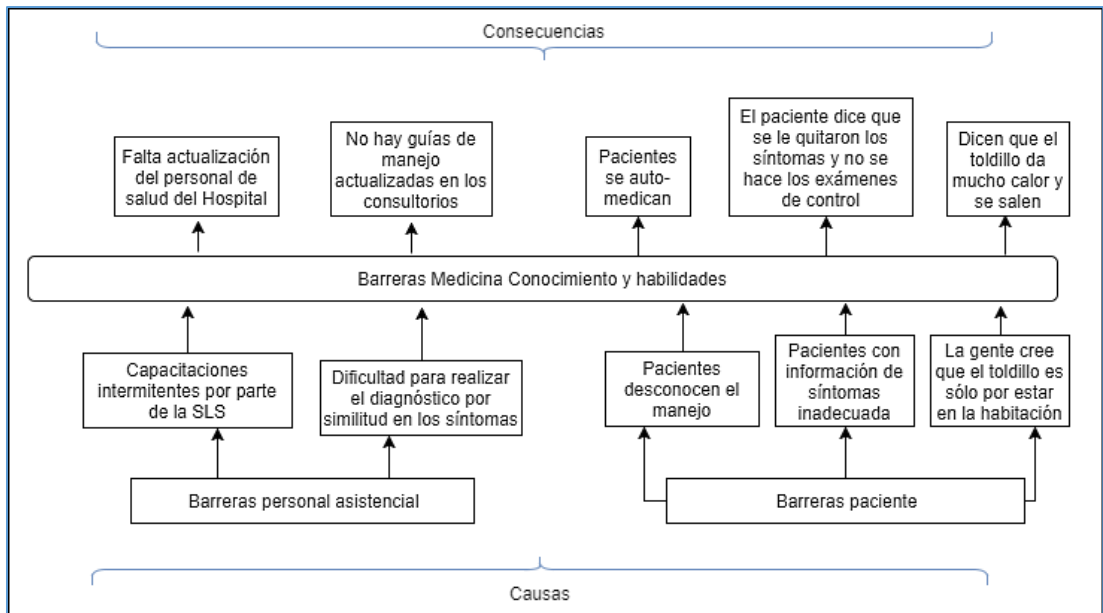 Consecuencias
Falta actualización
del personal de
salud del Hospital
No hay guías de
manejo
actualizadas en los
consultorios
Pacientes
se auto-
medican
El paciente dice que
se le quitaron los
síntomas y no se
hace los exámenes
de control
Dicen que el
toldillo da
mucho calor y
se salen
Barreras Medicina Conocimiento y habilidades
Capacitaciones
intermitentes por parte
de la SLS
Dificultad para realizar
el diagnóstico por
similitud en los síntomas
Pacientes
desconocen el
manejo
Pacientes con
información de
síntomas
inadecuada
La gente cree
que el toldillo es
sólo por estar
en la habitación
Barreras personal asistencial
Barreras paciente
Causas